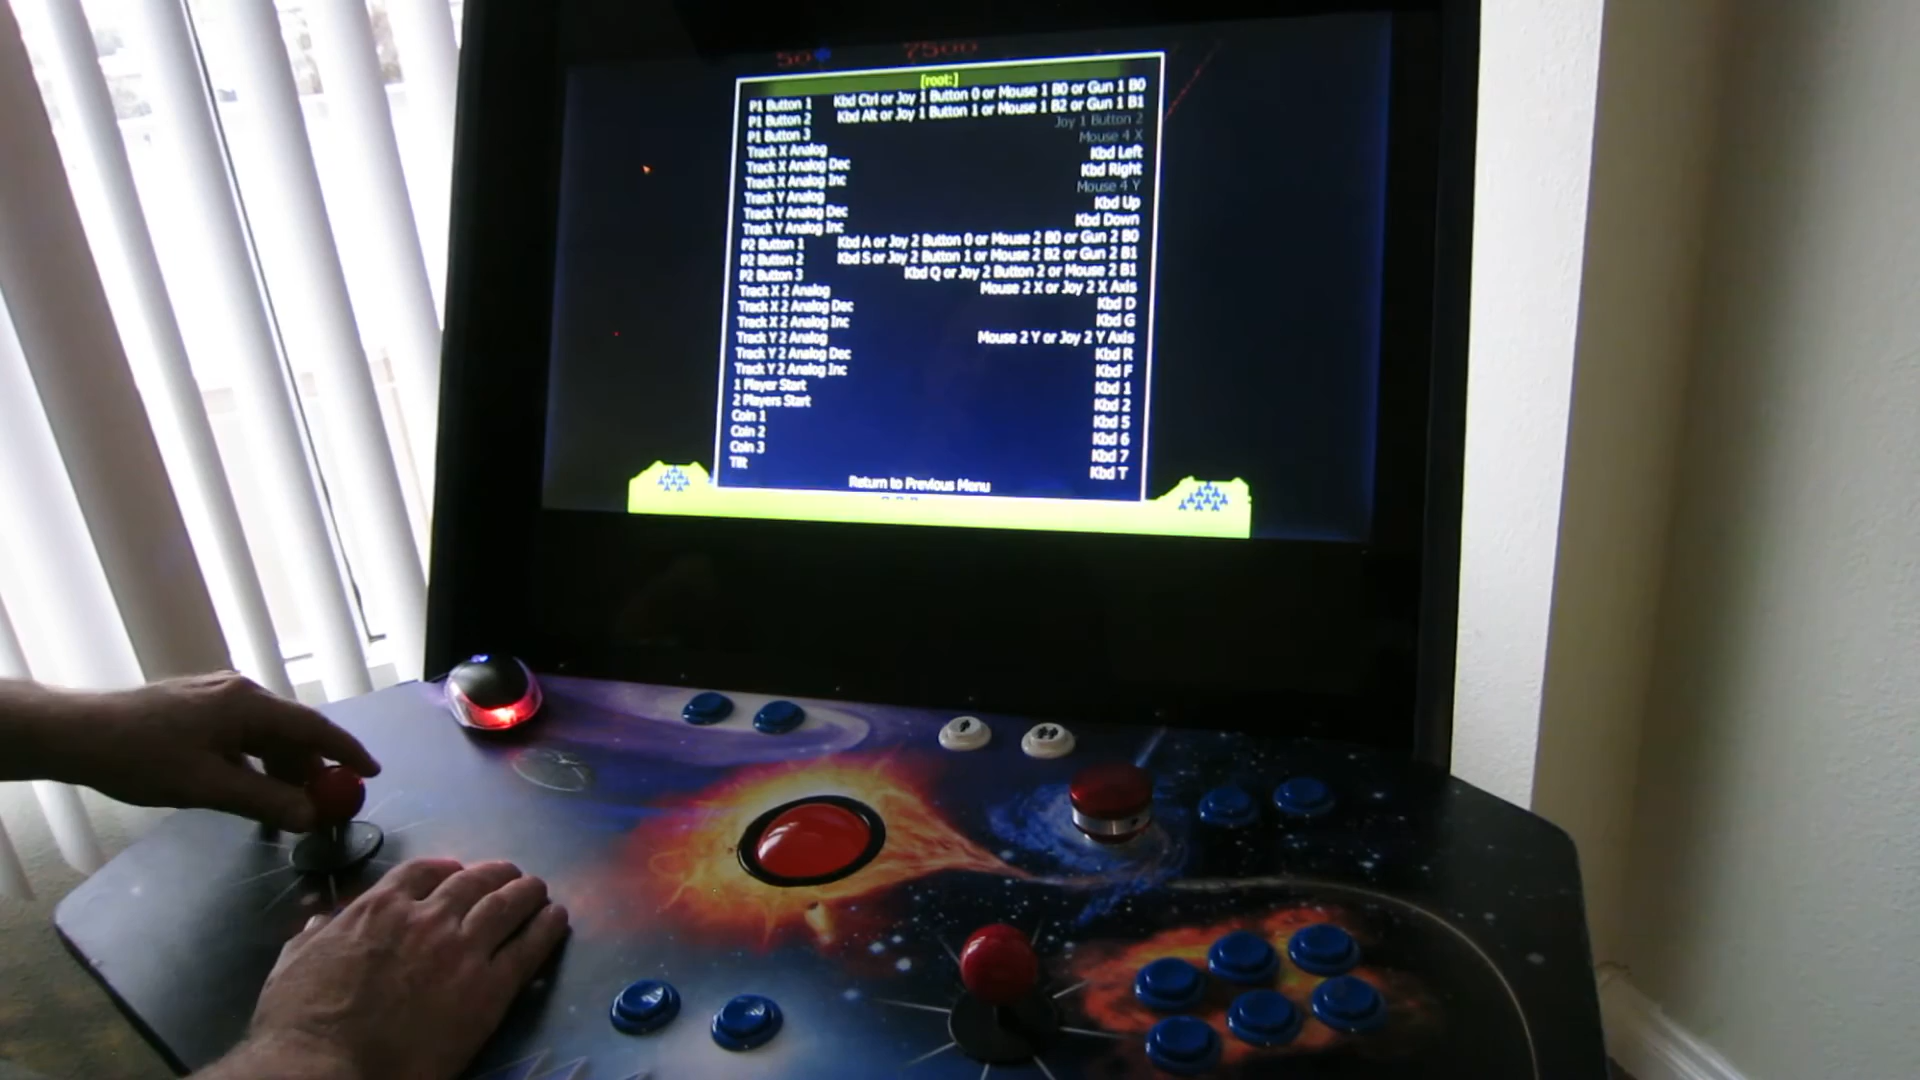 50 7500
[root:]
P1 Button 1 Kbd Ctrl or Joy 1 Button 0 or Mouse 1 B0 or Gun 1 B0
P1 Button 2 Kbd Alt or Joy 1 Button 1 or Mouse 1 B2 or Gun 1 B1
P1 Button 3 Joy 1 Button 2
Track X Analog Mouse 4 X
Track X Analog Dec Kbd Left
Track X Analog Inc Kbd Right
Track Y Analog Mouse 4 Y
Track Y Analog Dec Kbd Up
Track Y Analog Inc Kbd Down
P2 Button 1 Kbd A or Joy 2 Button 0 or Mouse 2 B0 or Gun 2 B0
P2 Button 2 Kbd S or Joy 2 Button 1 or Mouse 2 B2 or Gun 2 B1
P2 Button 3 Kbd Q or Joy 2 Button 2 or Mouse 2 B1
Track X 2 Analog Mouse 2 X or Joy 2 X Axis
Track X 2 Analog Dec Kbd D
Track X 2 Analog Inc Kbd G
Track Y 2 Analog Mouse 2 Y or Joy 2 Y Axis
Track Y 2 Analog Dec Kbd R
Track Y 2 Analog Inc Kbd F
1 Player Start Kbd 1
2 Players Start Kbd 2
Coin 1 Kbd 5
Coin 2 Kbd 6
Coin 3 Kbd 7
Tilt Kbd T
Return to Previous Menu